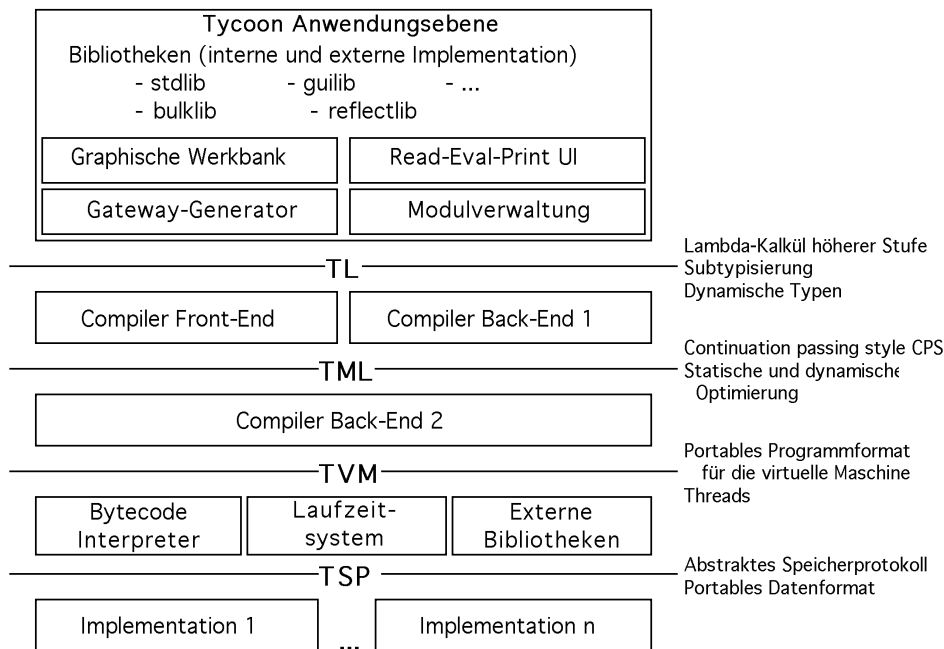 Tycoon Anwendungsebene
Bibliotheken (interne und externe Implementation)
- stdlib - guilib - ...
- bulklib - reflectlib
Graphische Werkbank Read-Eval-Print UI
Gateway-Generator Modulverwaltung
TL
Lambda-Kalkül höherer Stufe
Subtypisierung
Dynamische Typen
Compiler Front-End Compiler Back-End 1
TML
Continuation passing style CPS
Statische und dynamische
Optimierung
Compiler Back-End 2
TVM
Portables Programmformat
für die virtuelle Maschine
Threads
Bytecode
Interpreter
Laufzeit-
system
Externe
Bibliotheken
TSP
Abstraktes Speicherprotokoll
Portables Datenformat
Implementation 1 ... Implementation n